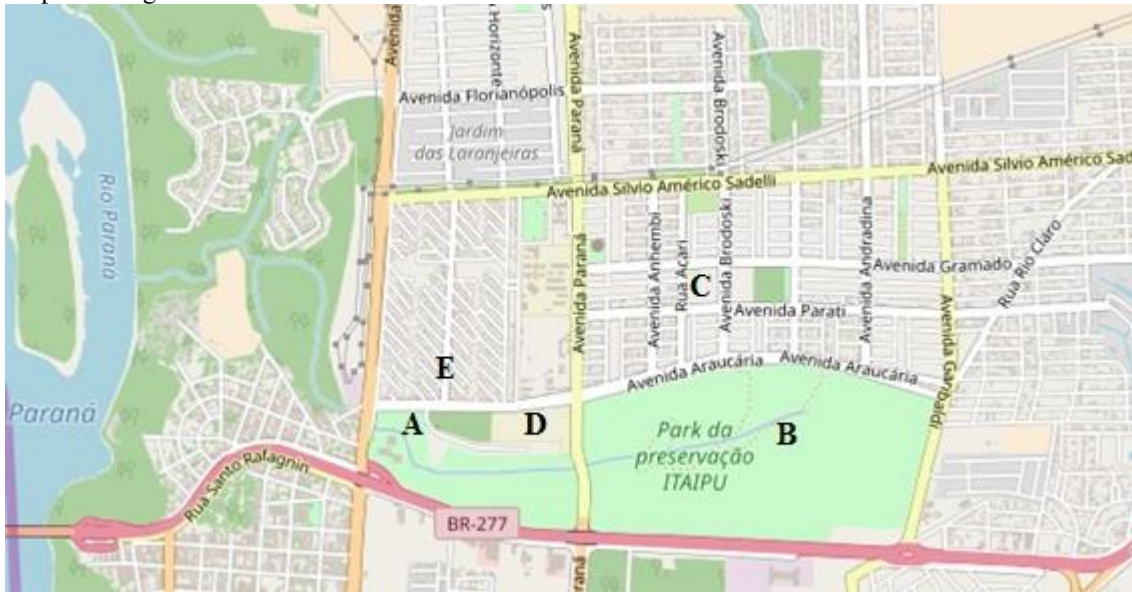 Avenida
Horizonte
Avenida Paraná
Avenida Brodoski
Avenida Florianópolis
Jardim
das Laranjeiras
Avenida Silvio Américo Sadelli
Avenida Silvio Américo Sad
Rio Paraná
Avenida Paraná
Avenida Anhembi
Rua Acari
Avenida Brodoski
Avenida Andradina
Avenida Gramado
Rua Rio Claro
C
Avenida Parati
Avenida Garibaldi
E
Avenida Araucária
Avenida Araucária
Paraná
A
D
B
Park da
preservação
ITAIPU
Rua Santo Rafagnin
BR-277
raná